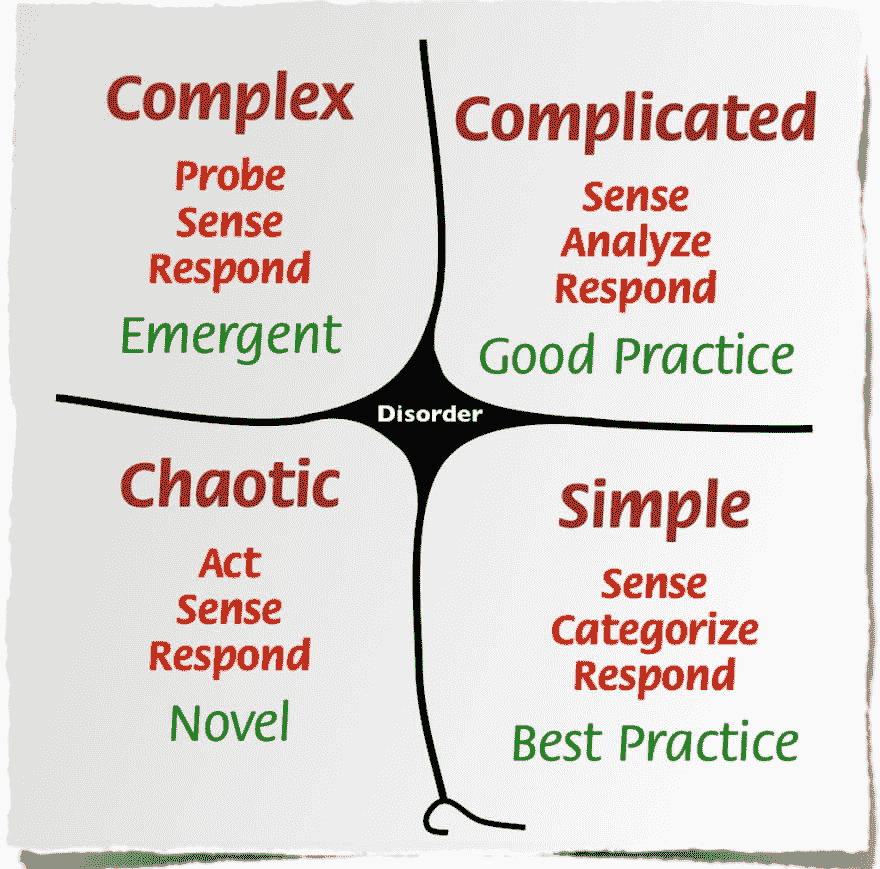 Complex
Probe
Sense
Respond
Emergent
Complicated
Sense
Analyze
Respond
Good Practice
Disorder
Chaotic
Act
Sense
Respond
Novel
Simple
Sense
Categorize
Respond
Best Practice